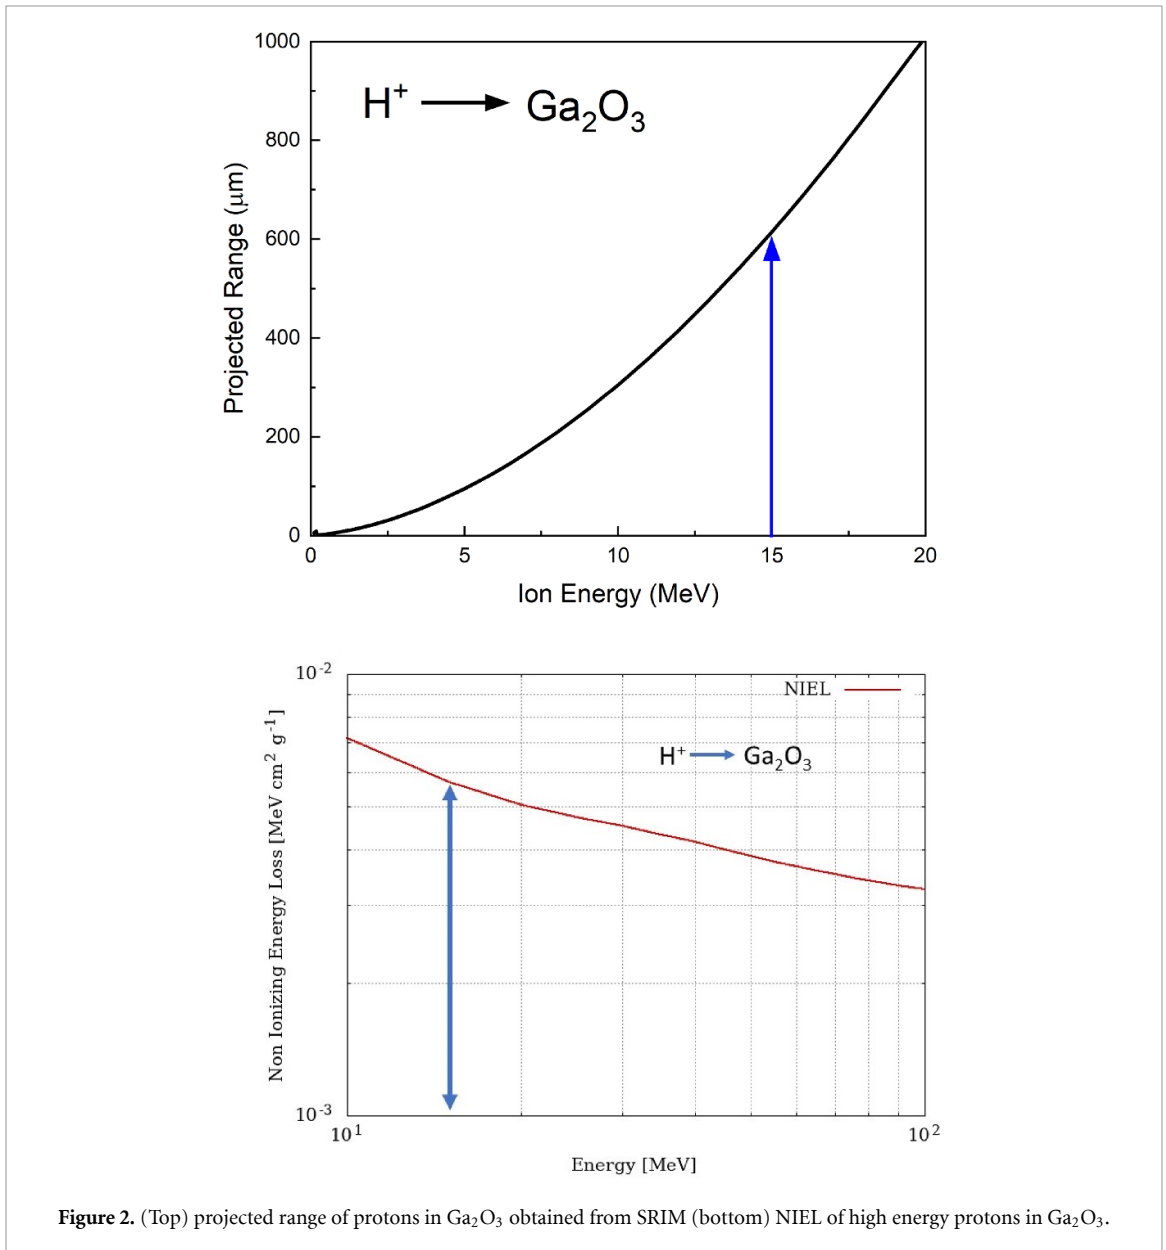 1000
800
600
400
200
0
Projected Range (μm)
H⁺ → Ga₂O₃
0 5 10 15 20
Ion Energy (MeV)
10⁻²
10⁻³
Non Ionizing Energy Loss [MeV cm² g⁻¹]
NIEL
H⁺ → Ga₂O₃
10¹ 10²
Energy [MeV]
Figure 2. (Top) projected range of protons in Ga₂O₃ obtained from SRIM (bottom) NIEL of high energy protons in Ga₂O₃.